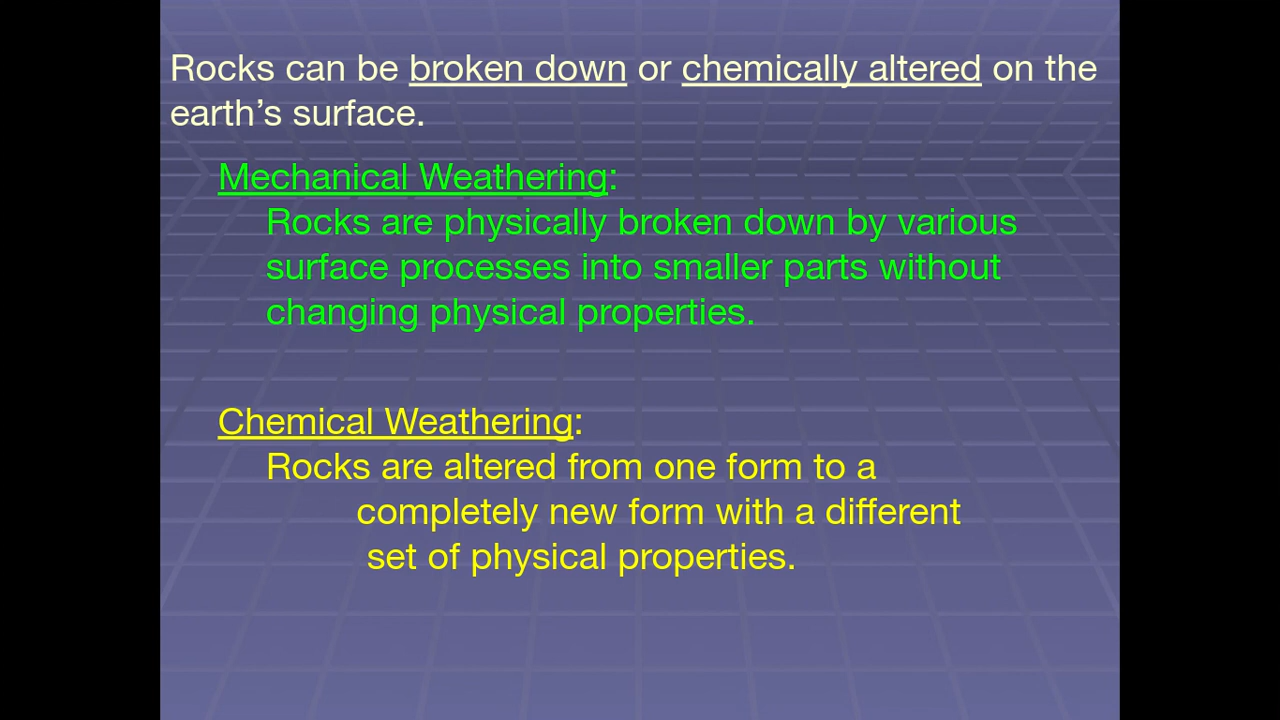 Rocks can be broken down or chemically altered on the
earth’s surface.
Mechanical Weathering:
Rocks are physically broken down by various
surface processes into smaller parts without
changing physical properties.
Chemical Weathering:
Rocks are altered from one form to a
completely new form with a different
set of physical properties.